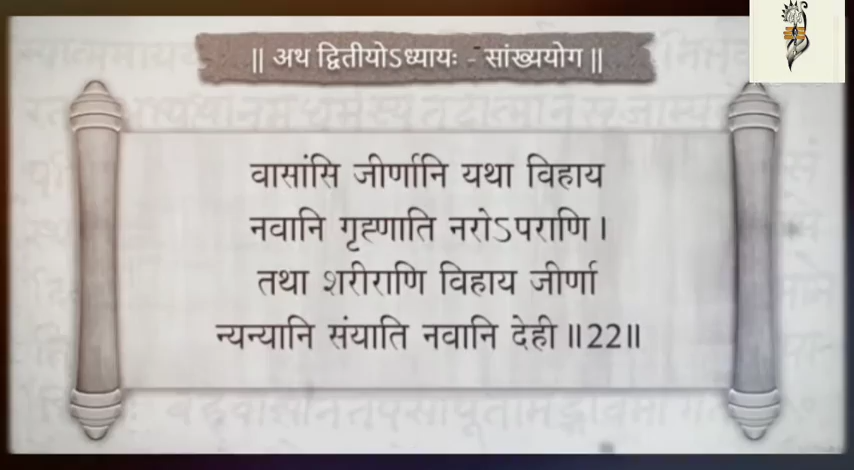 || अथ द्वितीयोऽध्यायः - सांख्ययोग ||
वासांसि जीर्णानि यथा विहाय
नवानि गृह्णाति नरोऽपराणि ।
तथा शरीराणि विहाय जीर्णा
न्यन्यानि संयाति नवानि देही ॥22॥